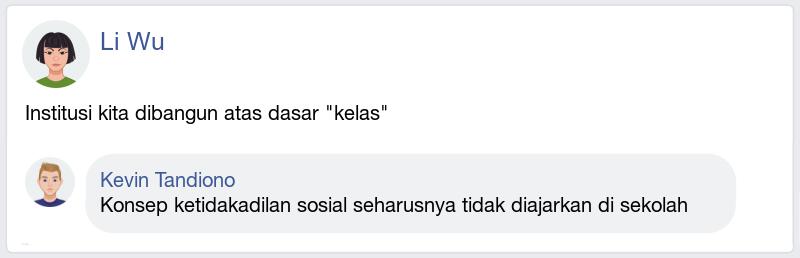 Li Wu
Institusi kita dibangun atas dasar "kelas"
Kevin Tandiono
Konsep ketidakadilan sosial seharusnya tidak diajarkan di sekolah